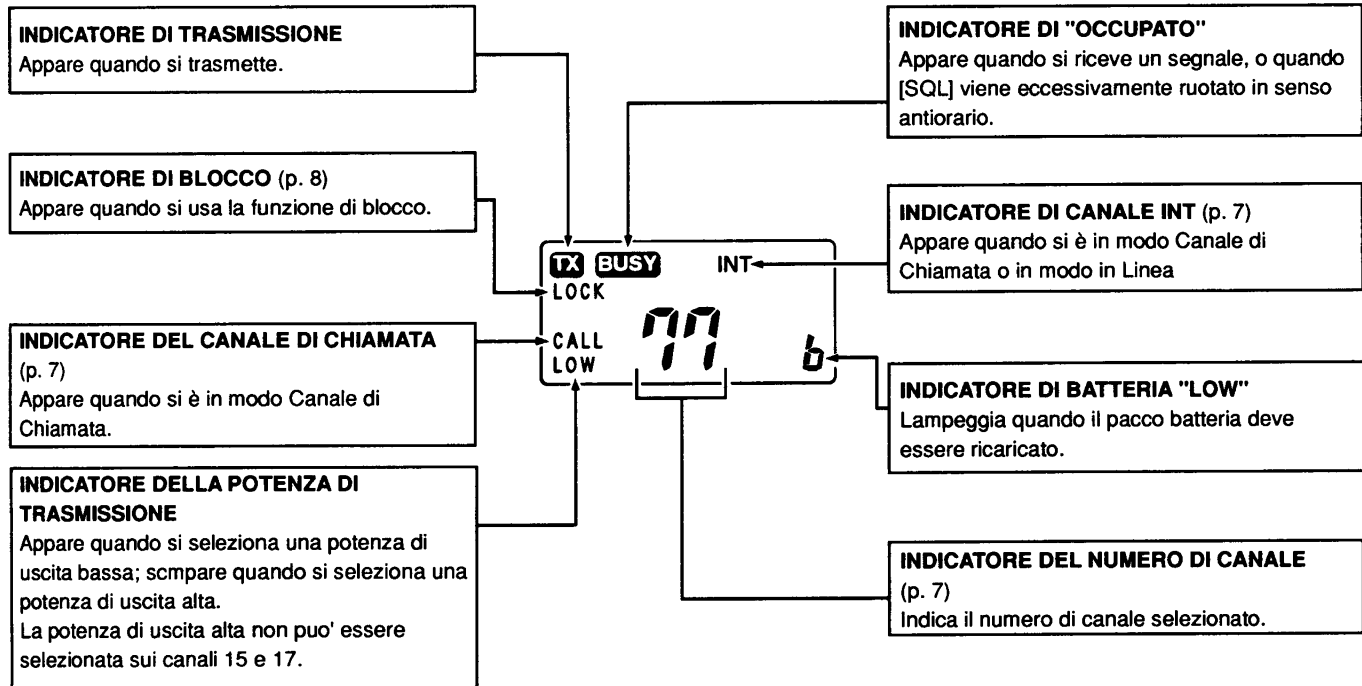 INDICATORE DI TRASMISSIONE
Appare quando si trasmette.
INDICATORE DI BLOCCO (p. 8)
Appare quando si usa la funzione di blocco.
INDICATORE DEL CANALE DI CHIAMATA
(p. 7)
Appare quando si è in modo Canale di
Chiamata.
INDICATORE DELLA POTENZA DI
TRASMISSIONE
Appare quando si seleziona una potenza di
uscita bassa; scmpare quando si seleziona una
potenza di uscita alta.
La potenza di uscita alta non puo' essere
selezionata sui canali 15 e 17.
TX BUSY INT
LOCK
CALL 77
LOW b
INDICATORE DI "OCCUPATO"
Appare quando si riceve un segnale, o quando
[SQL] viene eccessivamente ruotato in senso
antiorario.
INDICATORE DI CANALE INT (p. 7)
Appare quando si è in modo Canale di
Chiamata o in modo in Linea
INDICATORE DI BATTERIA "LOW"
Lampeggia quando il pacco batteria deve
essere ricaricato.
INDICATORE DEL NUMERO DI CANALE
(p. 7)
Indica il numero di canale selezionato.